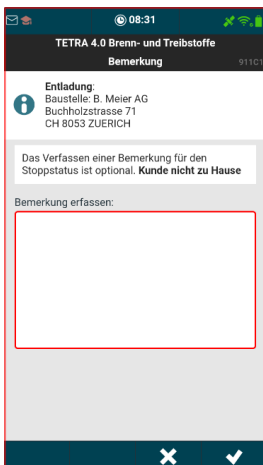 08:31
TETRA 4.0 Brenn- und Treibstoffe
Bemerkung
911C1
Entladung:
Baustelle: B. Meier AG
Buchholzstrasse 71
CH 8053 ZUERICH
Das Verfassen einer Bemerkung für den
Stoppstatus ist optional. Kunde nicht zu Hause
Bemerkung erfassen: